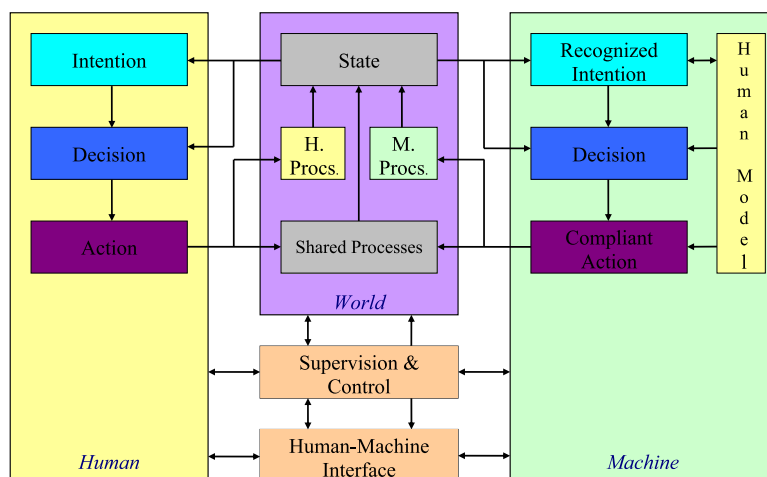 Intention
Decision
Action
Human
State
H.
Procs.
M.
Procs.
Shared Processes
World
Supervision &
Control
Human-Machine
Interface
Recognized
Intention
Decision
Compliant
Action
H
u
m
a
n
M
o
d
e
l
Machine